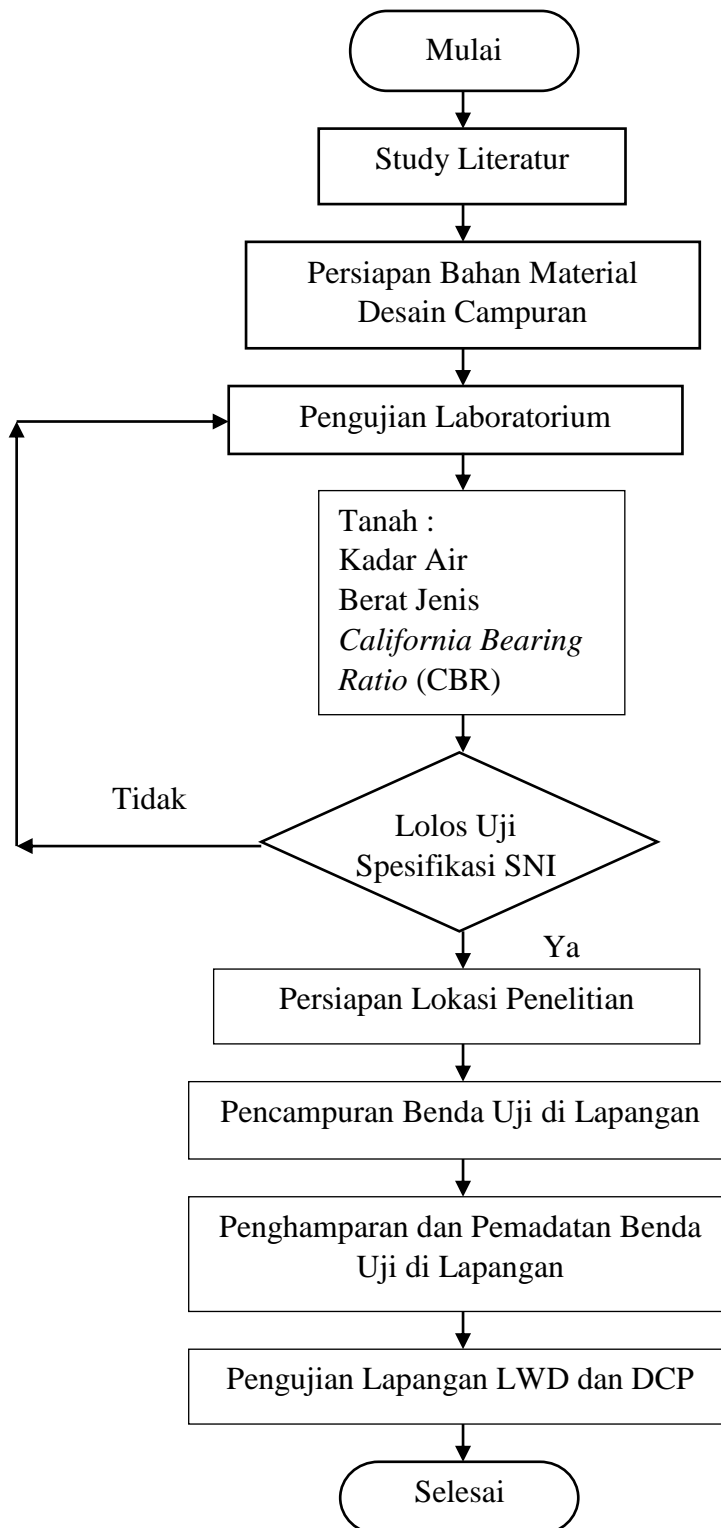 Mulai
Study Literatur
Persiapan Bahan Material
Desain Campuran
Pengujian Laboratorium
Tanah :
Kadar Air
Berat Jenis
California Bearing
Ratio (CBR)
Tidak
Lolos Uji
Spesifikasi SNI
Ya
Persiapan Lokasi Penelitian
Pencampuran Benda Uji di Lapangan
Penghamparan dan Pemadatan Benda
Uji di Lapangan
Pengujian Lapangan LWD dan DCP
Selesai